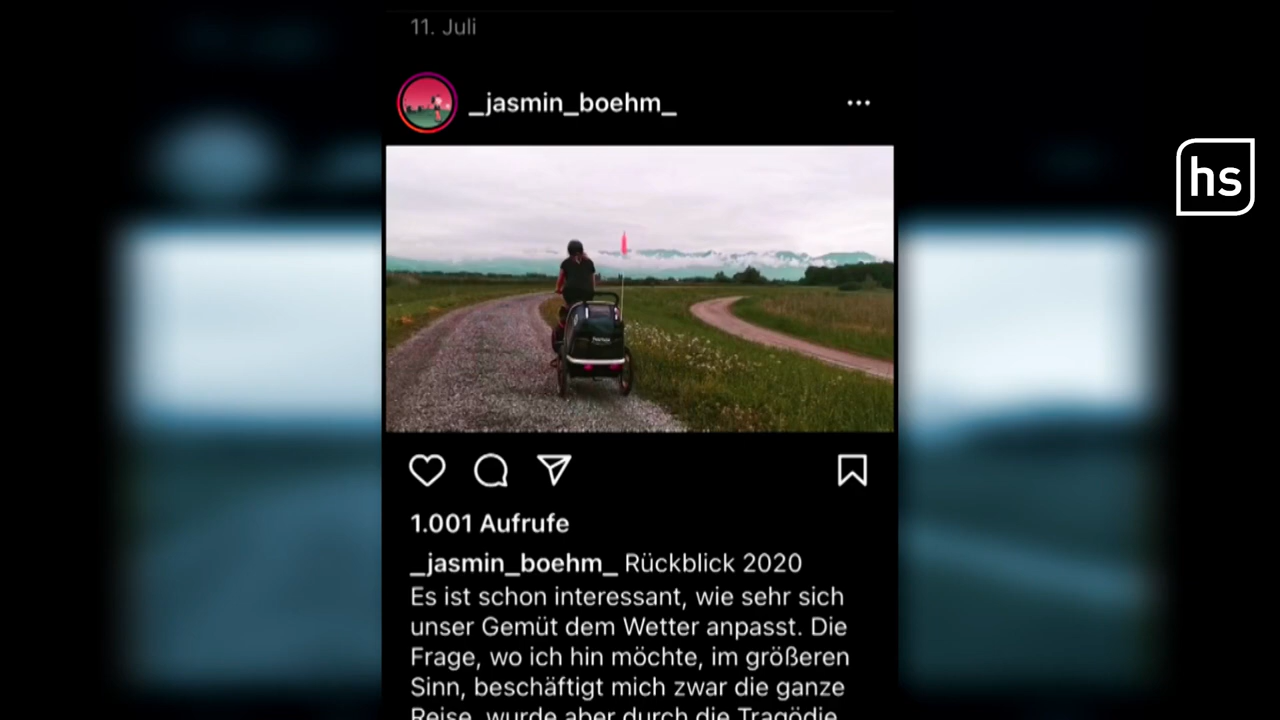 11. Juli
_jasmin_boehm_
hs
1.001 Aufrufe
_jasmin_boehm_ Rückblick 2020
Es ist schon interessant, wie sehr sich
unser Gemüt dem Wetter anpasst. Die
Frage, wo ich hin möchte, im größeren
Sinn, beschäftigt mich zwar die ganze
Reise, wurde aber durch die Tragödie